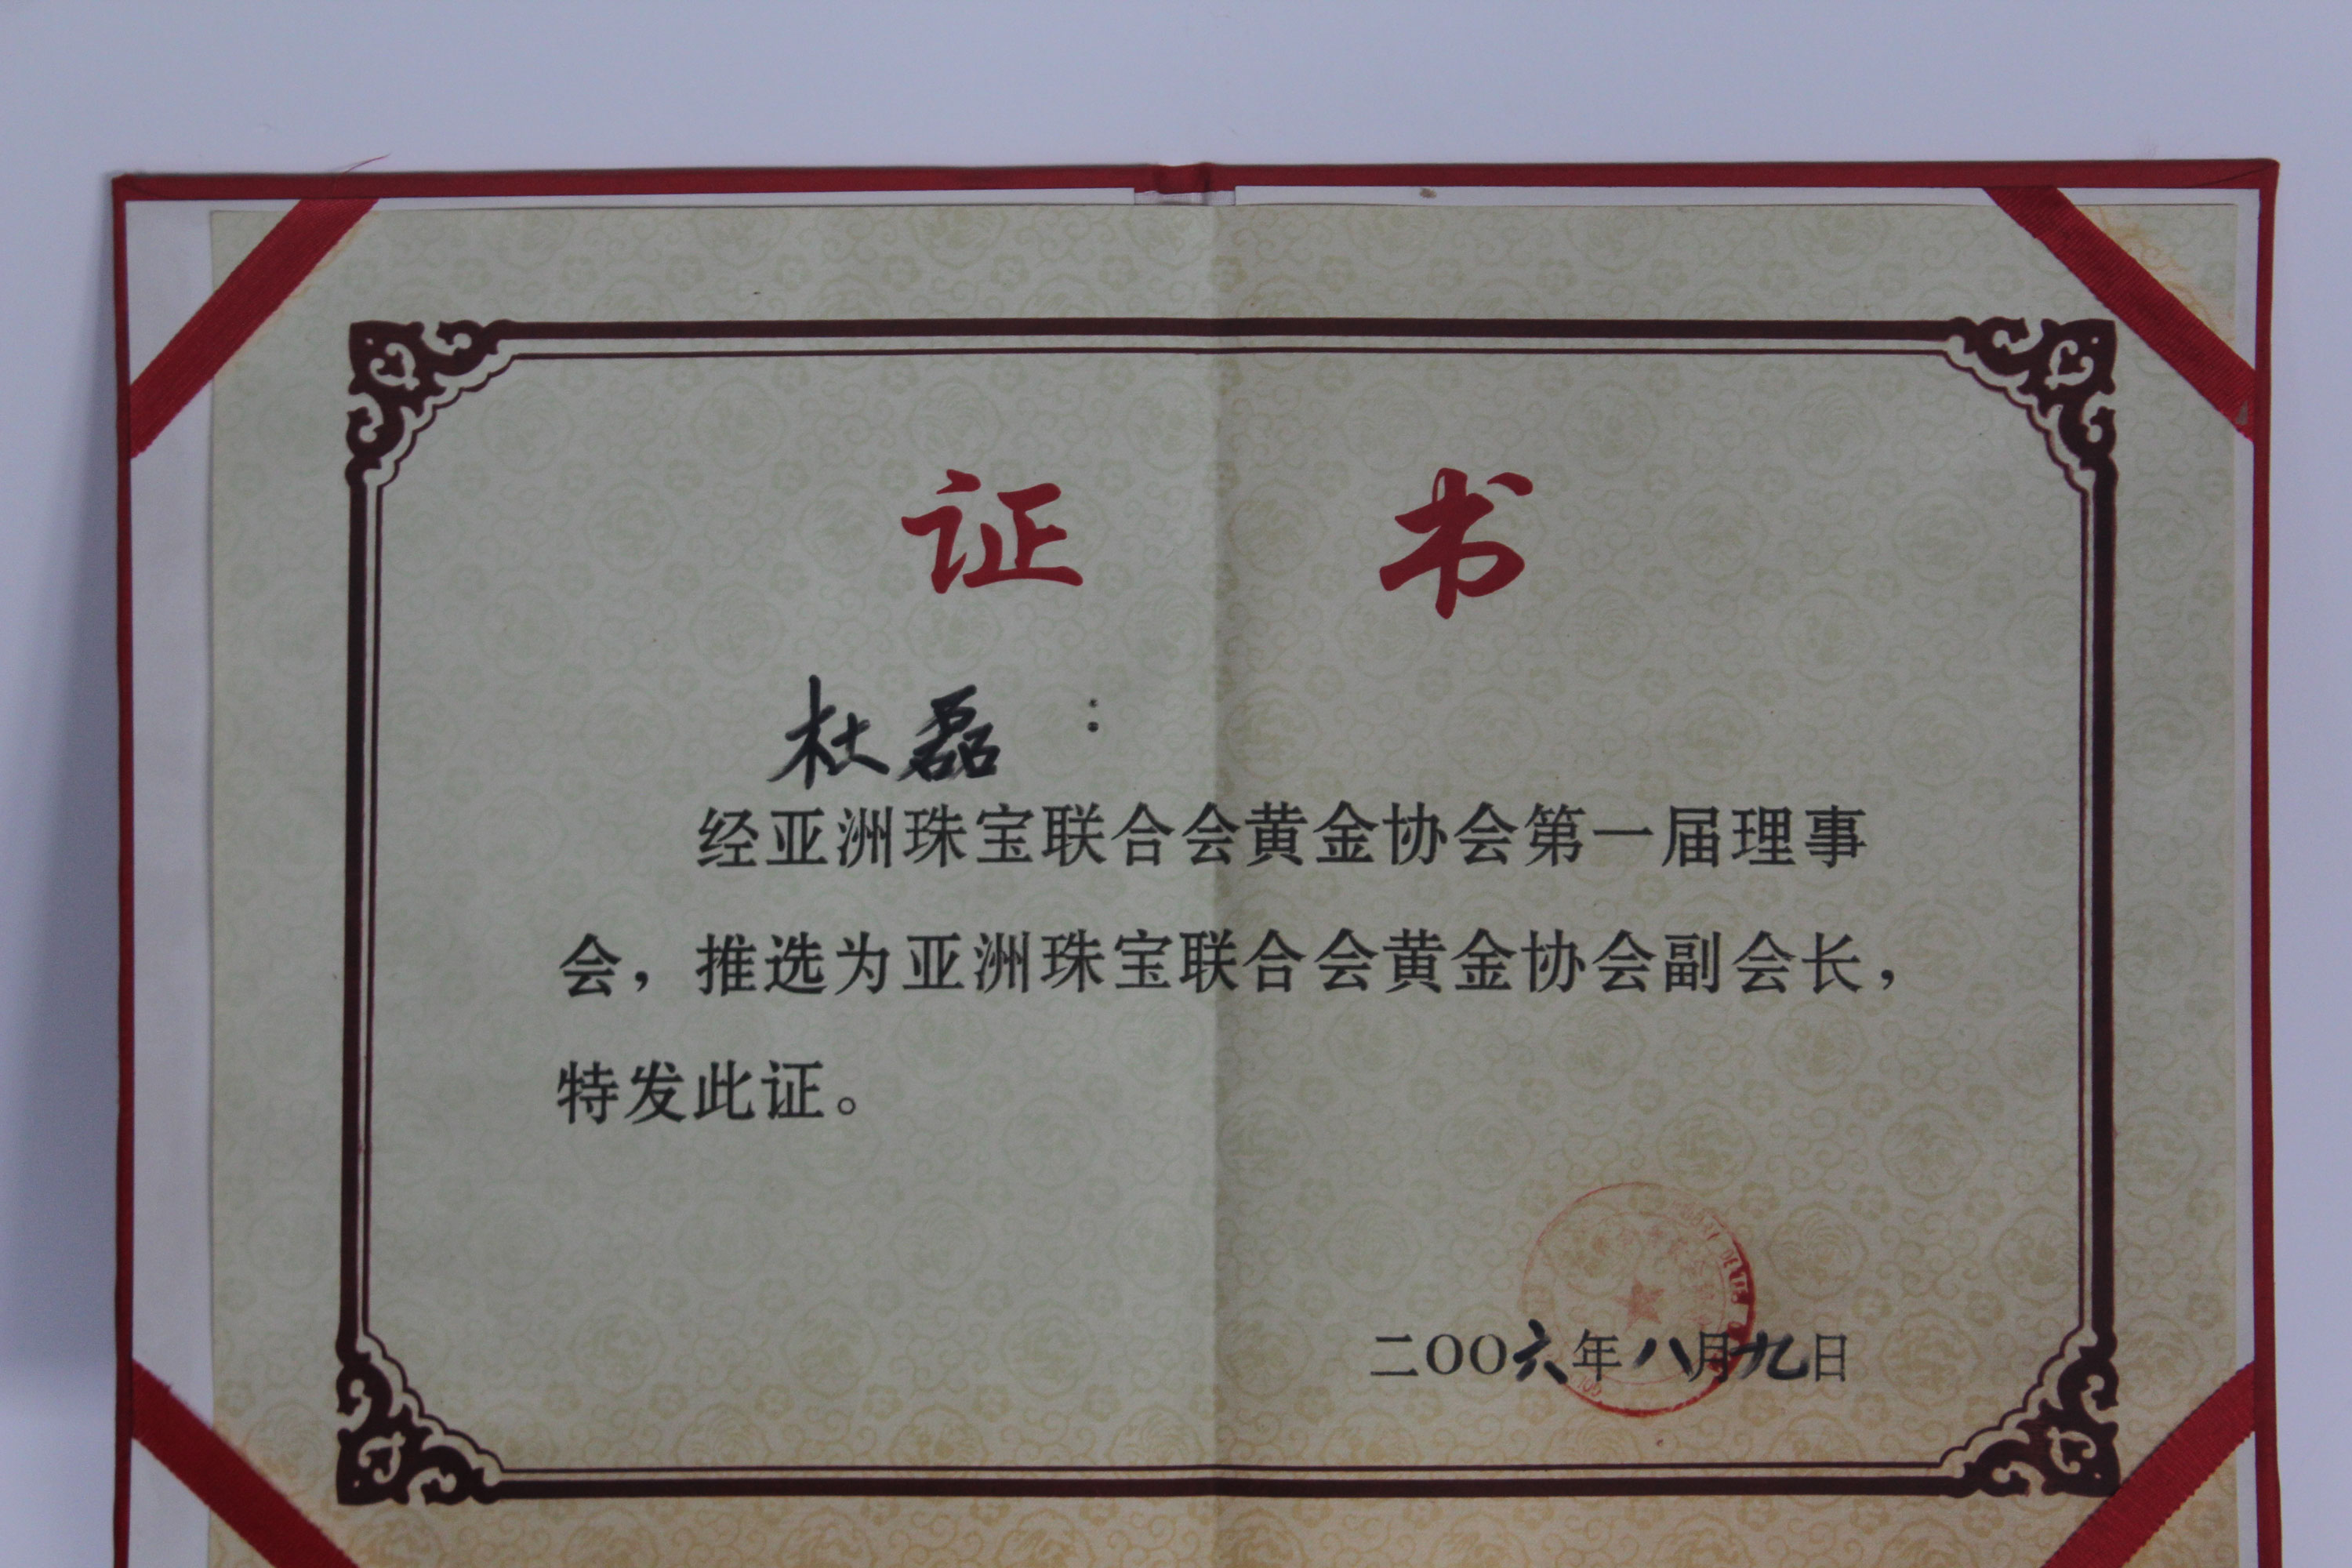 证 书
杜磊：
经亚洲珠宝联合会黄金协会第一届理事
会，推选为亚洲珠宝联合会黄金协会副会长，
特发此证。
二〇〇六年八月九日